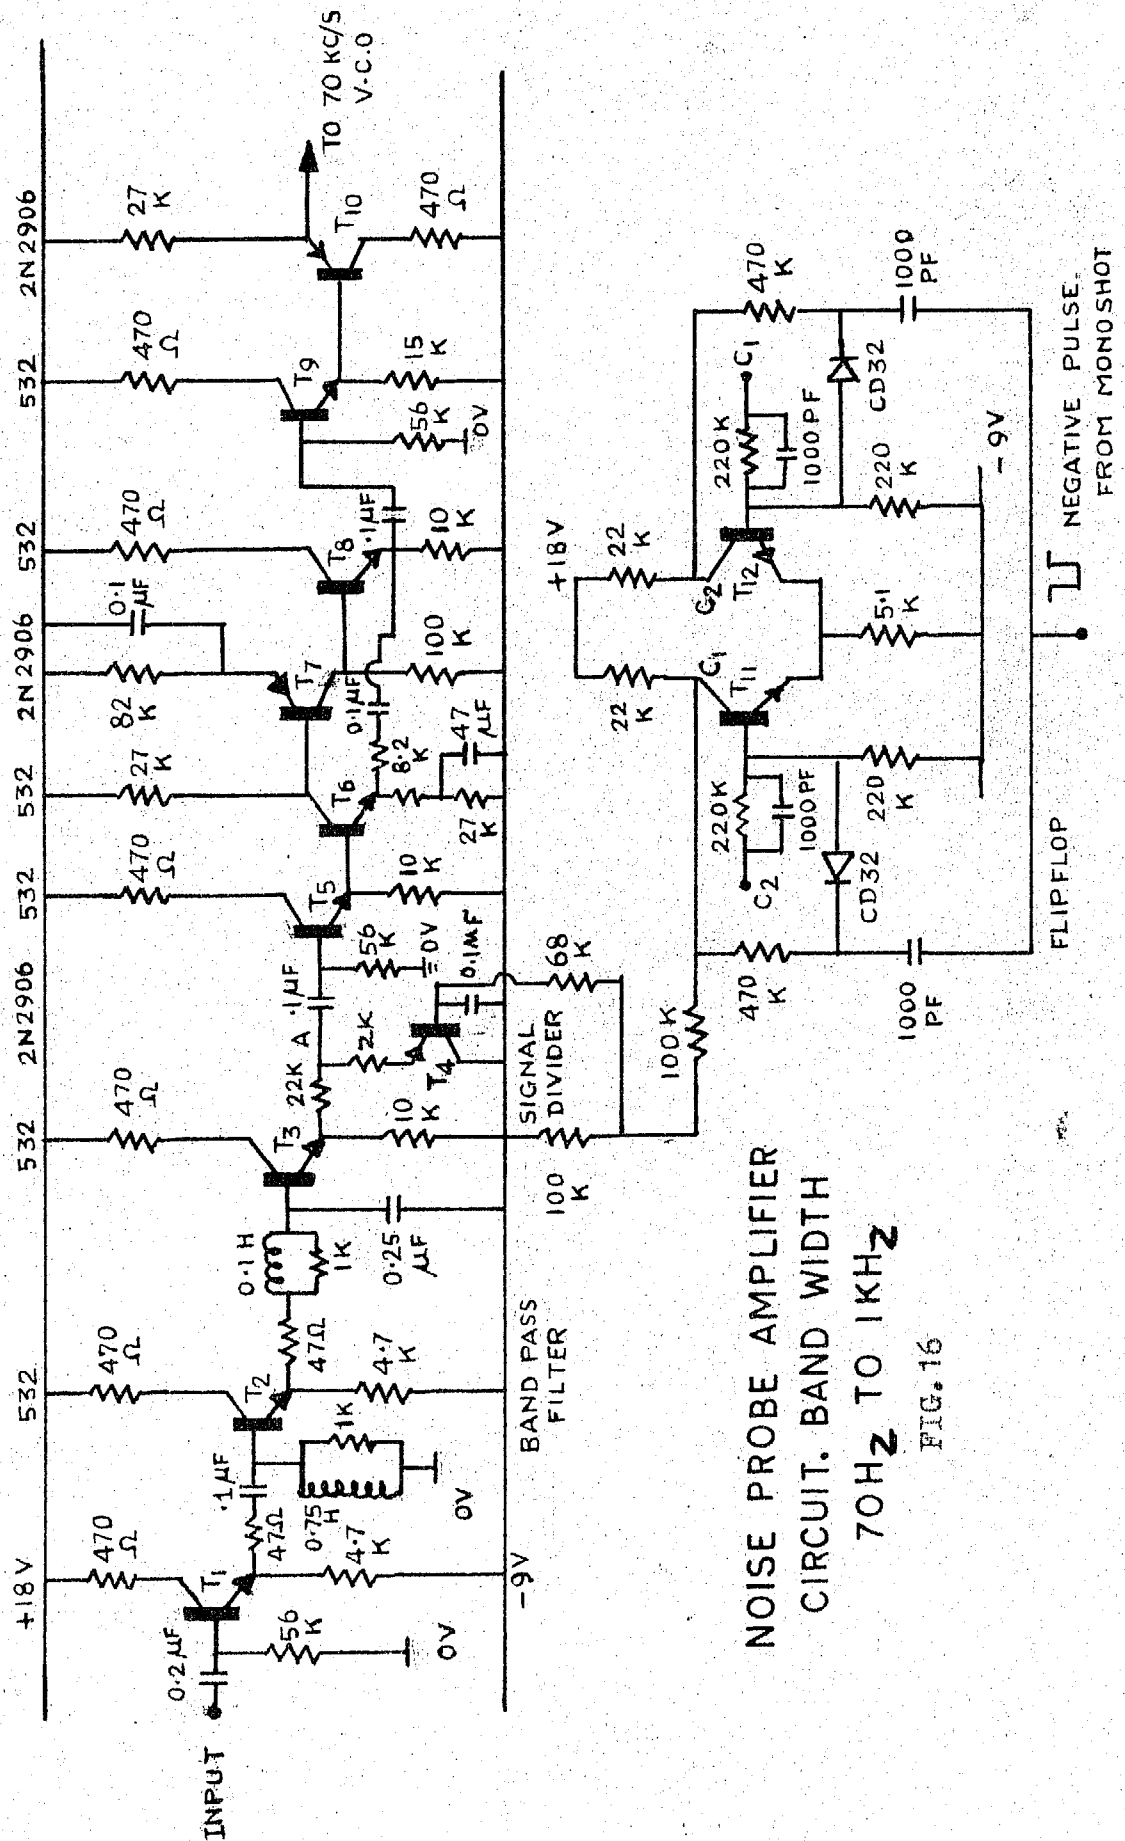 +18V
532
532
2N2906
532
532
2N2906
532
532
2N2906
470
Ω
470
Ω
470
Ω
470
Ω
27
K
82
K
0.1
µF
470
Ω
470
Ω
27
K
INPUT
0.2µF
56
K
0V
T1
47Ω
.1µF
4.7
K
0.75
H
1K
0V
T2
47Ω
4.7
K
0.1H
1K
0.25
µF
T3
22K
A
10
K
2K
T4
.1µF
56
K
0V
0.1MF
T5
10
K
T6
8.2
K
27
K
47
µF
T7
0.1µF
100
K
T8
.1µF
10
K
56
K
0V
T9
15
K
T10
470
Ω
TO 70 KC/S
V.C.O
-9V
BAND PASS
FILTER
SIGNAL
DIVIDER
100
K
68
K
100K
+18V
22
K
22
K
C1
C2
T11
T12
C2
220K
1000PF
220K
1000PF
C1
470
K
CD32
220
K
5.1
K
220
K
CD32
470
K
1000
PF
1000
PF
-9V
FLIPFLOP
NEGATIVE PULSE.
FROM MONOSHOT
NOISE PROBE AMPLIFIER
CIRCUIT. BAND WIDTH
70HZ TO 1KHZ
FIG.16